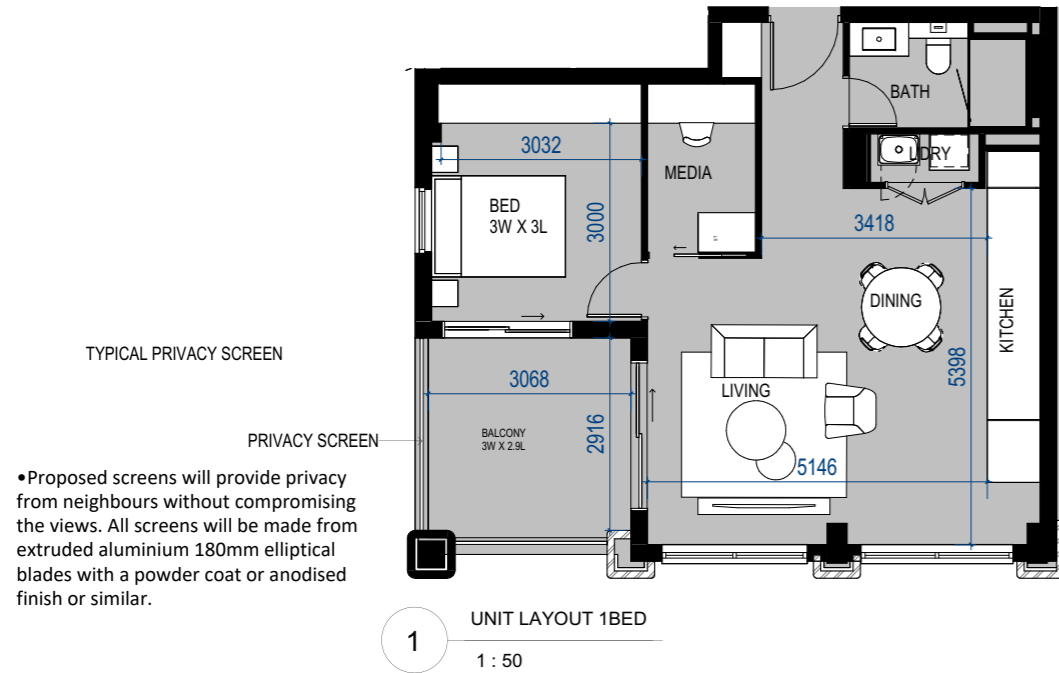 BATH
L'DRY
3032
MEDIA
BED
3W X 3L
3000
3418
DINING
KITCHEN
TYPICAL PRIVACY SCREEN
3068
LIVING
5398
PRIVACY SCREEN
BALCONY
3W X 2.9L
2916
5146
•Proposed screens will provide privacy
from neighbours without compromising
the views. All screens will be made from
extruded aluminium 180mm elliptical
blades with a powder coat or anodised
finish or similar.
1
UNIT LAYOUT 1BED
1 : 50